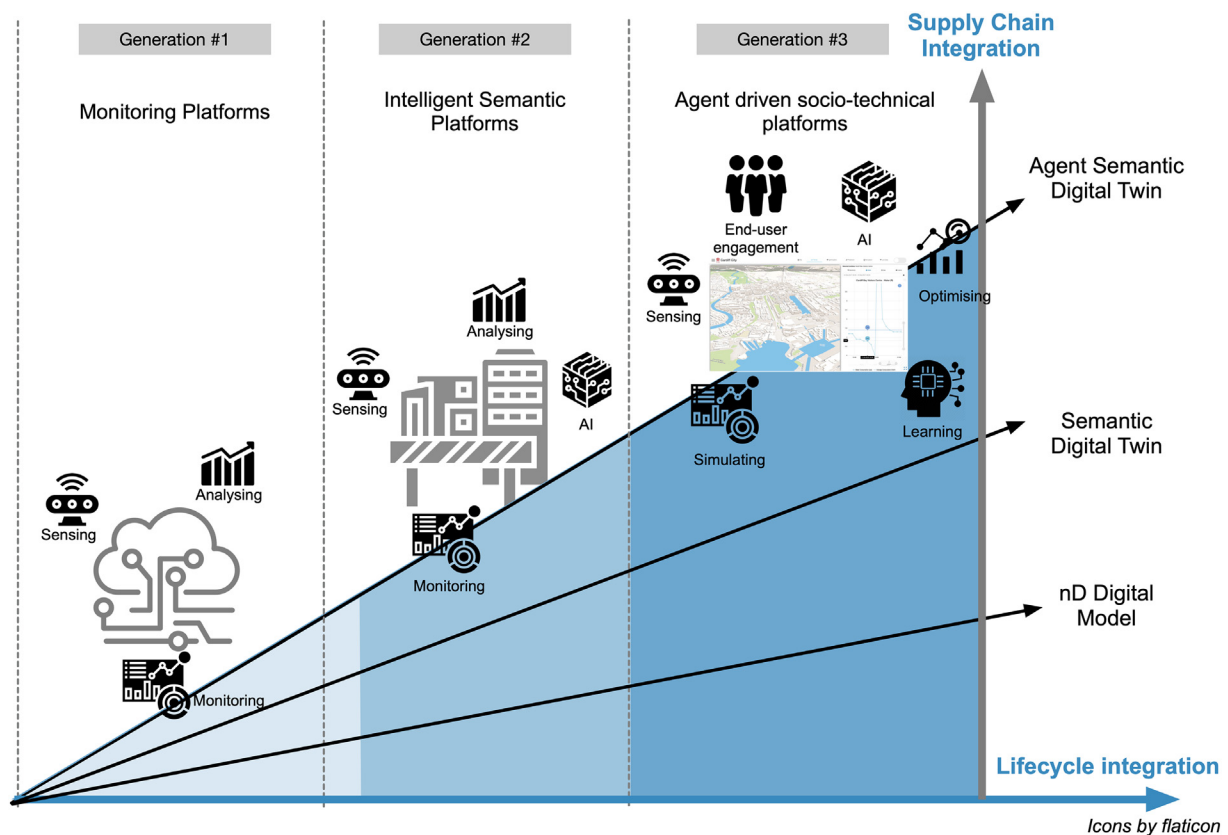 Generation #1
Generation #2
Generation #3
Supply Chain
Integration
Monitoring Platforms
Intelligent Semantic
Platforms
Agent driven socio-technical
platforms
Agent Semantic
Digital Twin
End-user
engagement
AI
Sensing
Optimising
Analysing
Sensing
AI
Learning
Simulating
Semantic
Digital Twin
Analysing
Sensing
Monitoring
nD Digital
Model
Monitoring
Lifecycle integration
Icons by flaticon